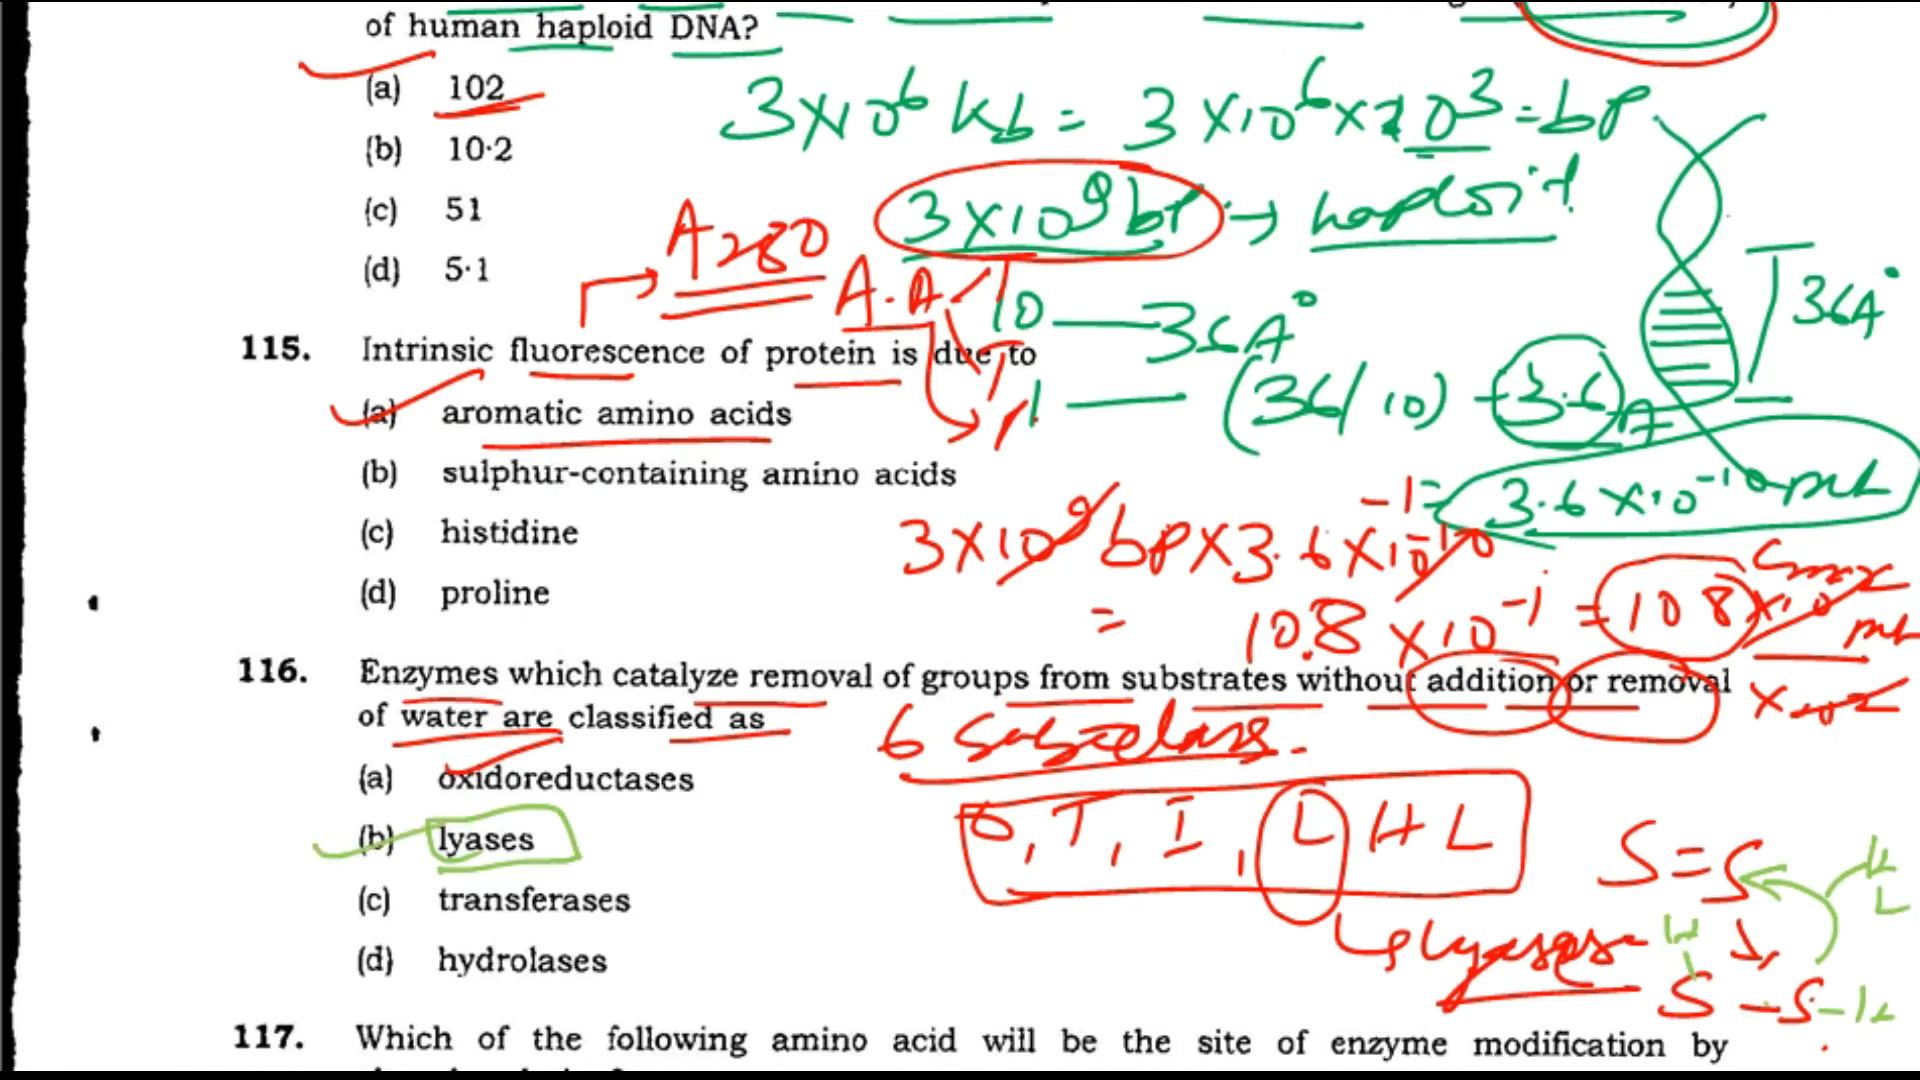 of human haploid DNA?
(a) 102
3×10⁶ kb = 3×10⁶×10³ = bp
(b) 10·2
3×10⁹ bp → haploid
(c) 51
A280
A.A
(d) 5·1
10 — 36A°
36A°
115. Intrinsic fluorescence of protein is due to
1 — (36/10) = 3.6 A
(a) aromatic amino acids
(b) sulphur-containing amino acids
3.6×10⁻¹⁰ mt
-1
(c) histidine
3×10⁹ bp×3.6×10⁻¹⁰
(d) proline
= 10.8 ×10⁻¹ = 108
116. Enzymes which catalyze removal of groups from substrates without addition or removal
of water are classified as
6 subclass.
(a) oxidoreductases
O, T, I, L H L
(b) lyases
S=S
(c) transferases
lyases
(d) hydrolases
S – S –
117. Which of the following amino acid will be the site of enzyme modification by